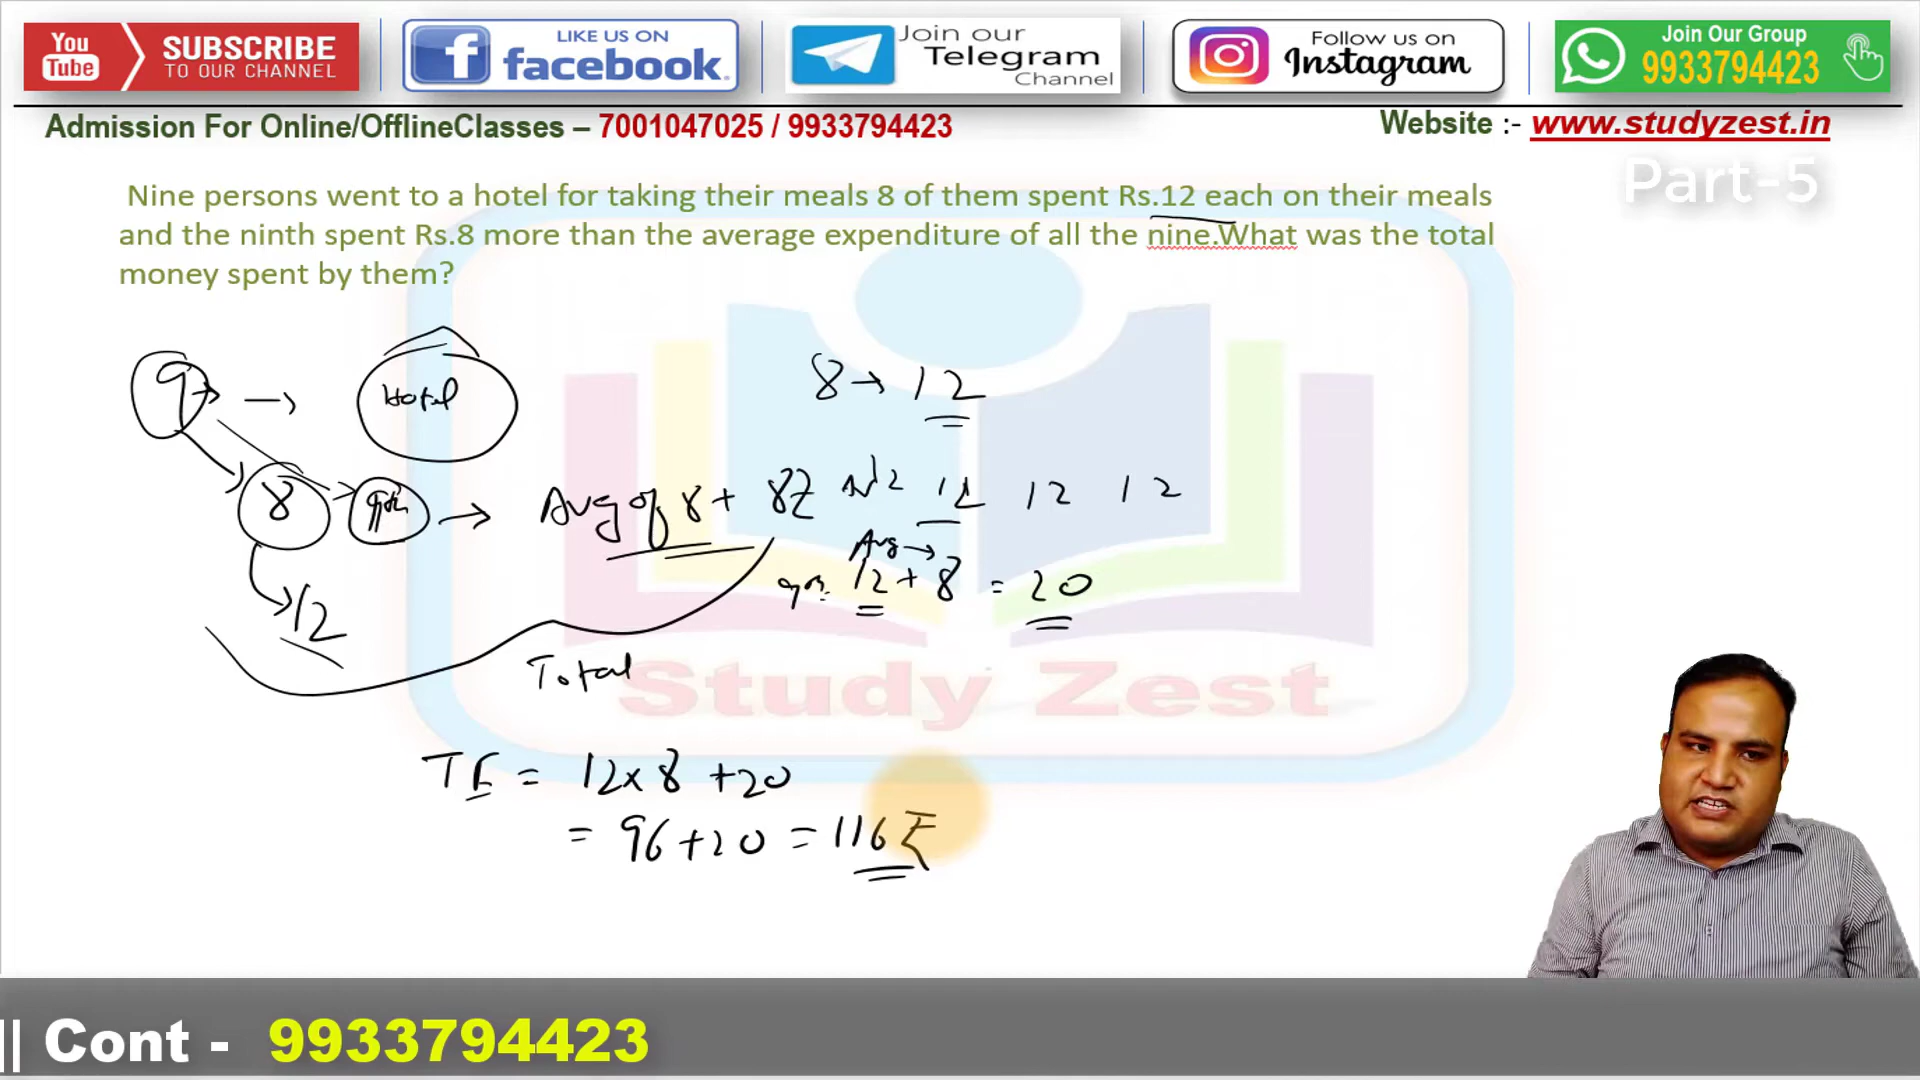 You Tube SUBSCRIBE TO OUR CHANNEL
LIKE US ON facebook.
Join our Telegram Channel
Follow us on Instagram
Join Our Group 9933794423
Admission For Online/OfflineClasses – 7001047025 / 9933794423
Website :- www.studyzest.in
Part-5
Nine persons went to a hotel for taking their meals 8 of them spent Rs.12 each on their meals
and the ninth spent Rs.8 more than the average expenditure of all the nine.What was the total
money spent by them?
9 → → Hotel
8 → 12
8 9th → Avg of 8 + 8₹
12 12 12 12
Avg →
9th: 12 + 8 = 20
12
Total
Study Zest
TE = 12x8 +20
= 96+20 = 116₹
|| Cont - 9933794423